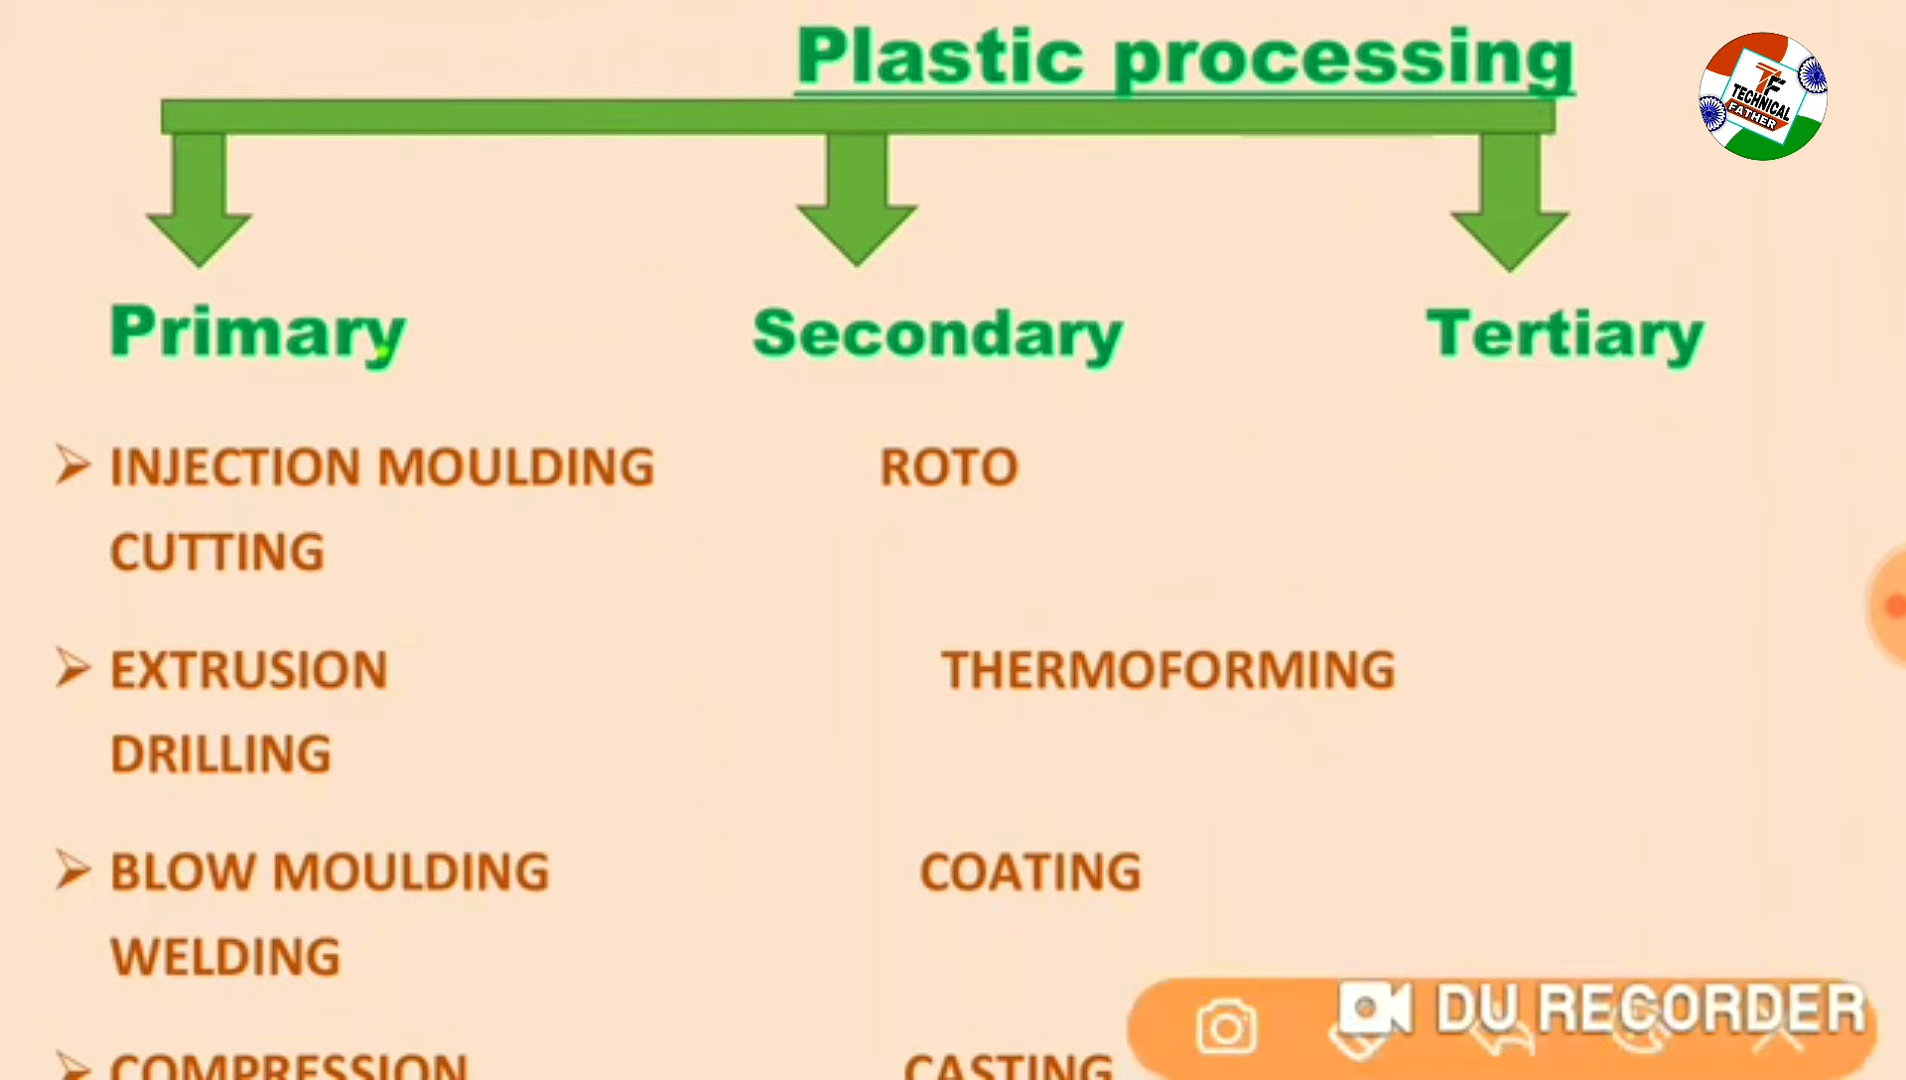 Plastic processing
TF
TECHNICAL
FATHER
Primary Secondary Tertiary
INJECTION MOULDING ROTO
CUTTING
EXTRUSION THERMOFORMING
DRILLING
BLOW MOULDING COATING
WELDING
COMPRESSION CASTING
DU RECORDER